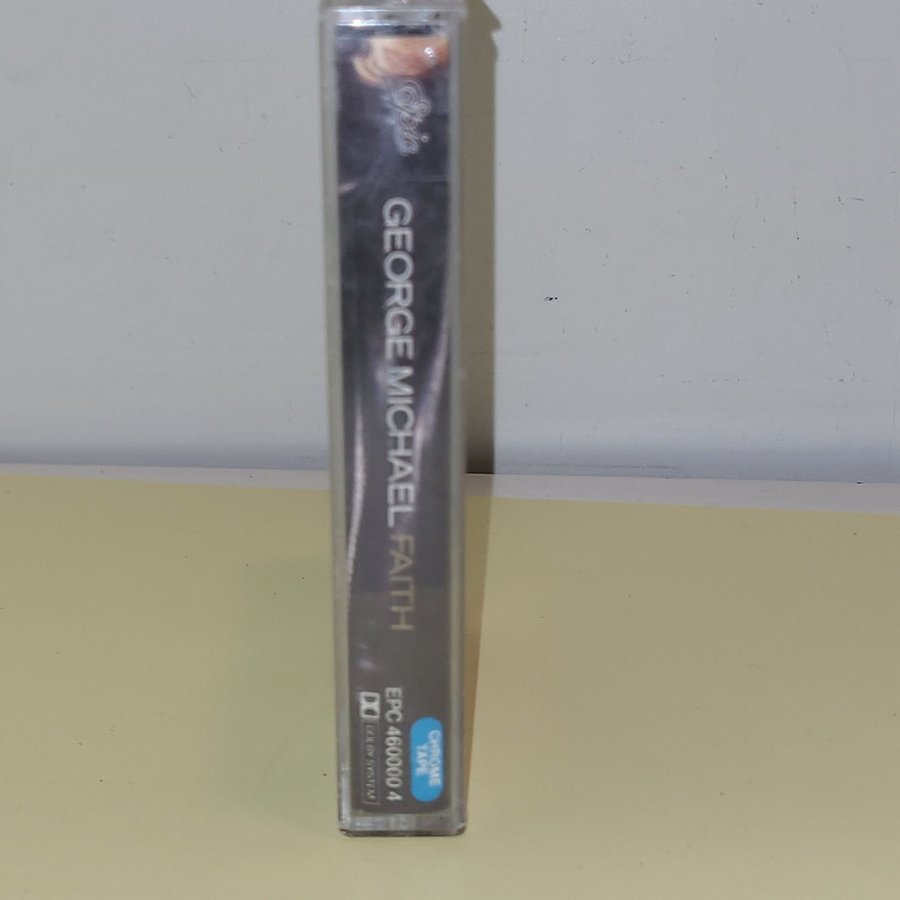 Epic
GEORGE MICHAEL FAITH
EPC 460000 4
DOLBY SYSTEM
CHROME
TAPE